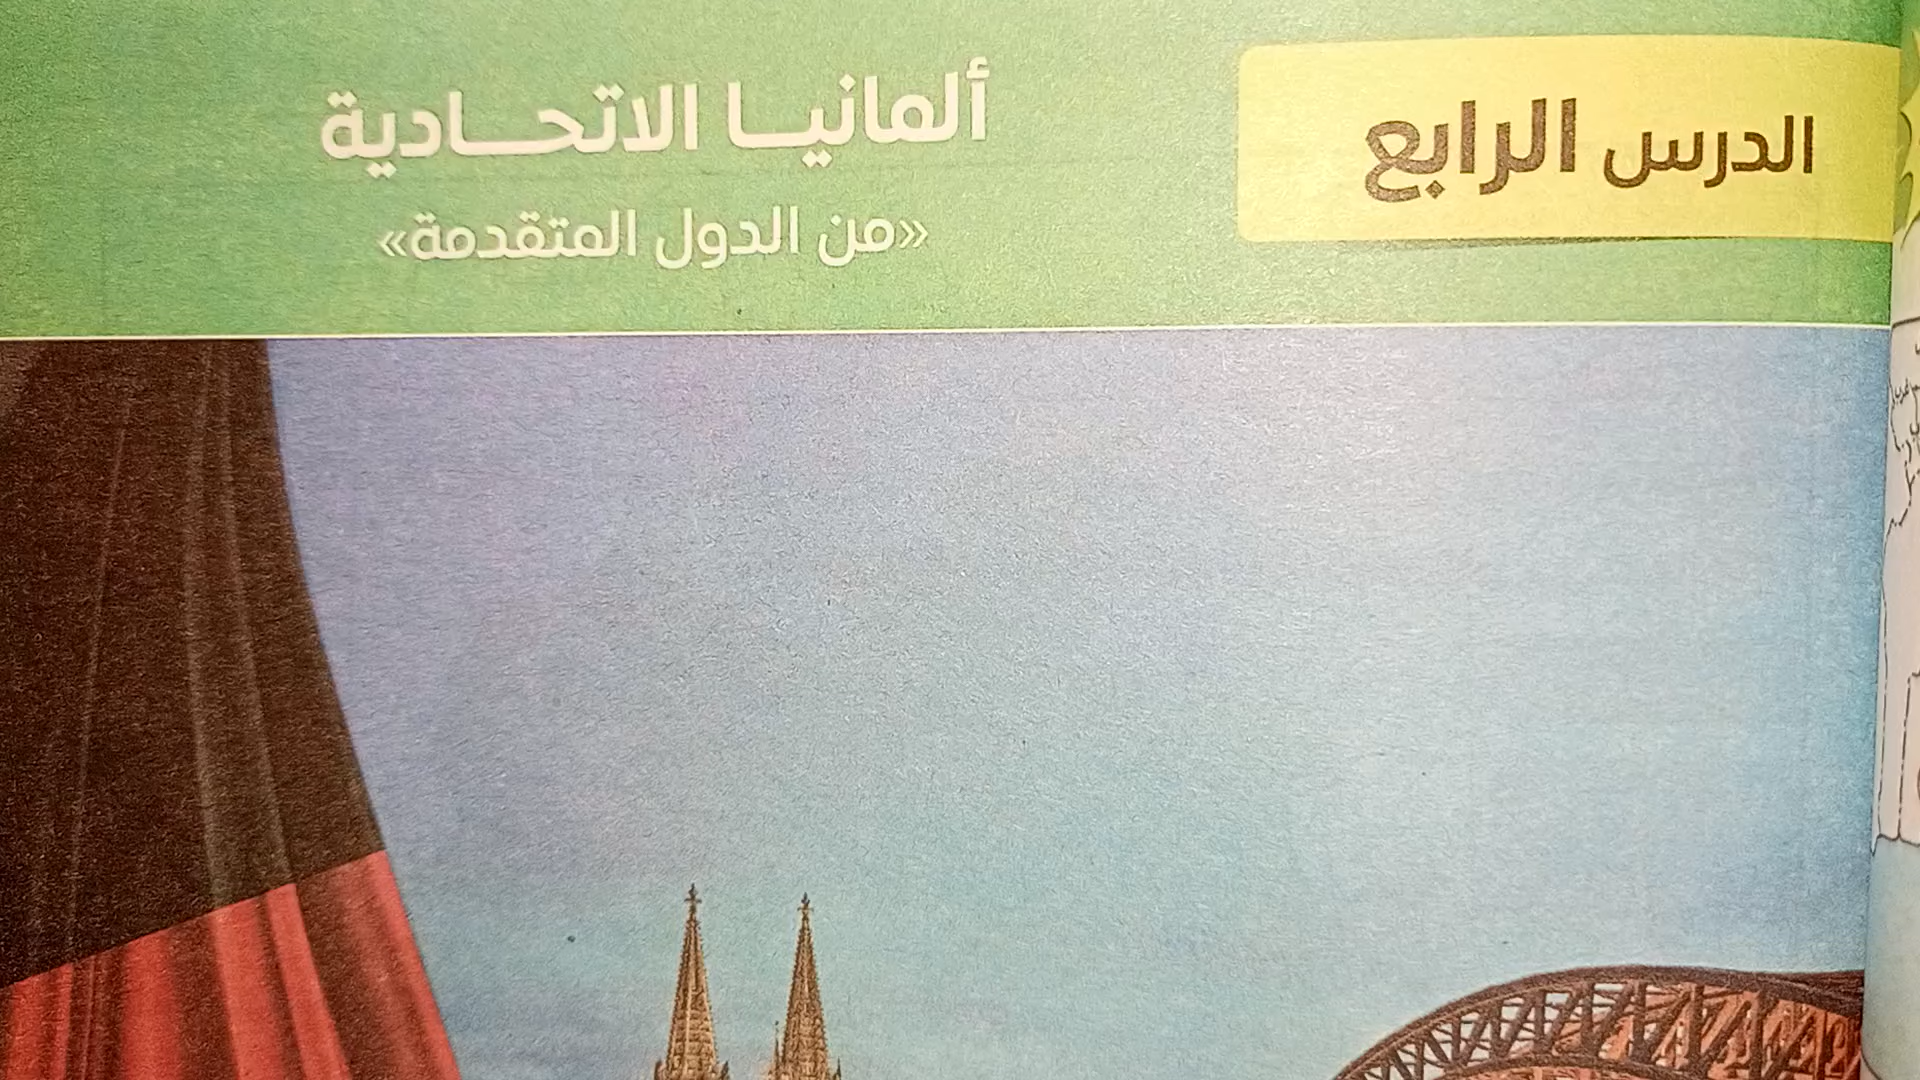 الدرس الرابع
ألمانيا الاتحادية
«من الدول المتقدمة»